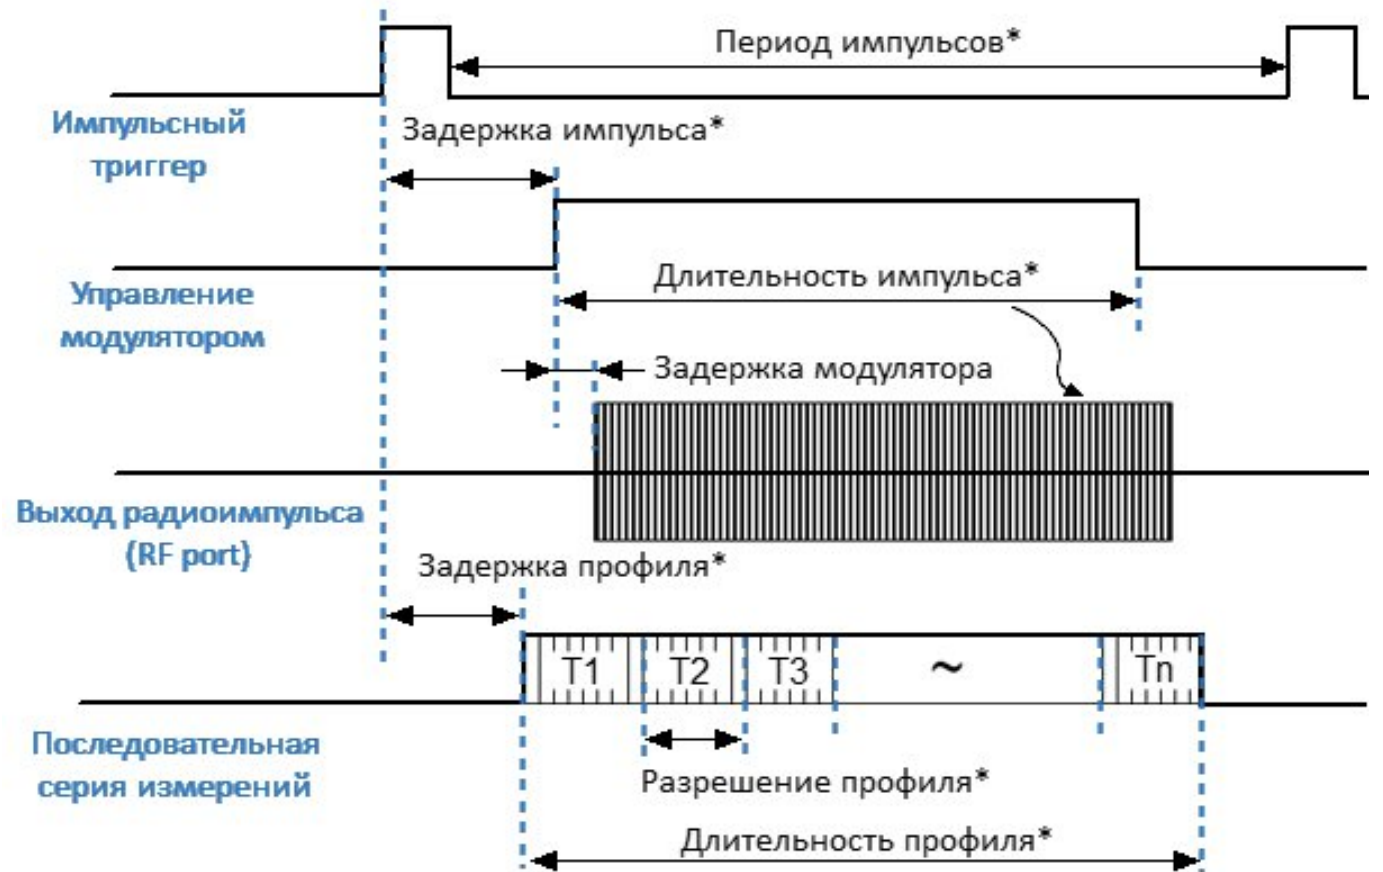 Период импульсов*
Импульсный
триггер
Задержка импульса*
Управление
модулятором
Длительность импульса*
Задержка модулятора
Выход радиоимпульса
(RF port)
Задержка профиля*
T1 T2 T3 ~ Tn
Последовательная
серия измерений
Разрешение профиля*
Длительность профиля*